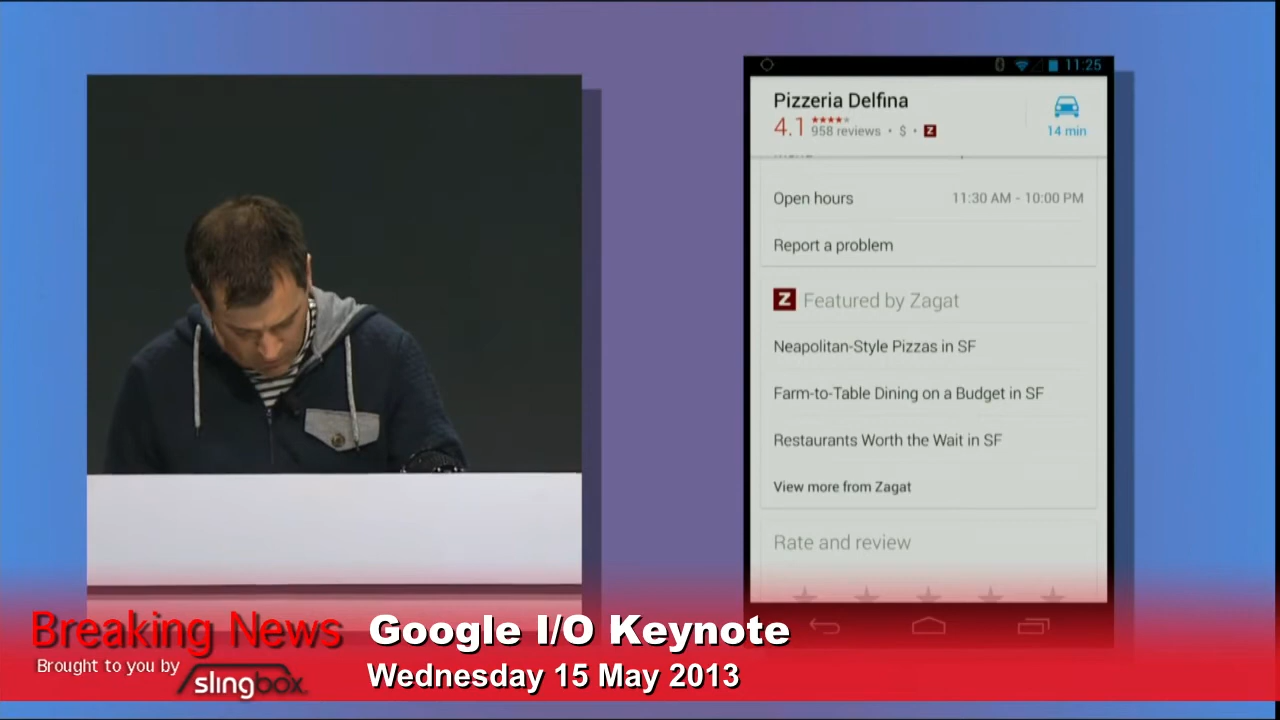 11:25
Pizzeria Delfina
4.1 958 reviews • $ • Z
14 min
Open hours 11:30 AM - 10:00 PM
Report a problem
Z Featured by Zagat
Neapolitan-Style Pizzas in SF
Farm-to-Table Dining on a Budget in SF
Restaurants Worth the Wait in SF
View more from Zagat
Rate and review
Breaking News
Brought to you by slingbox
Google I/O Keynote
Wednesday 15 May 2013